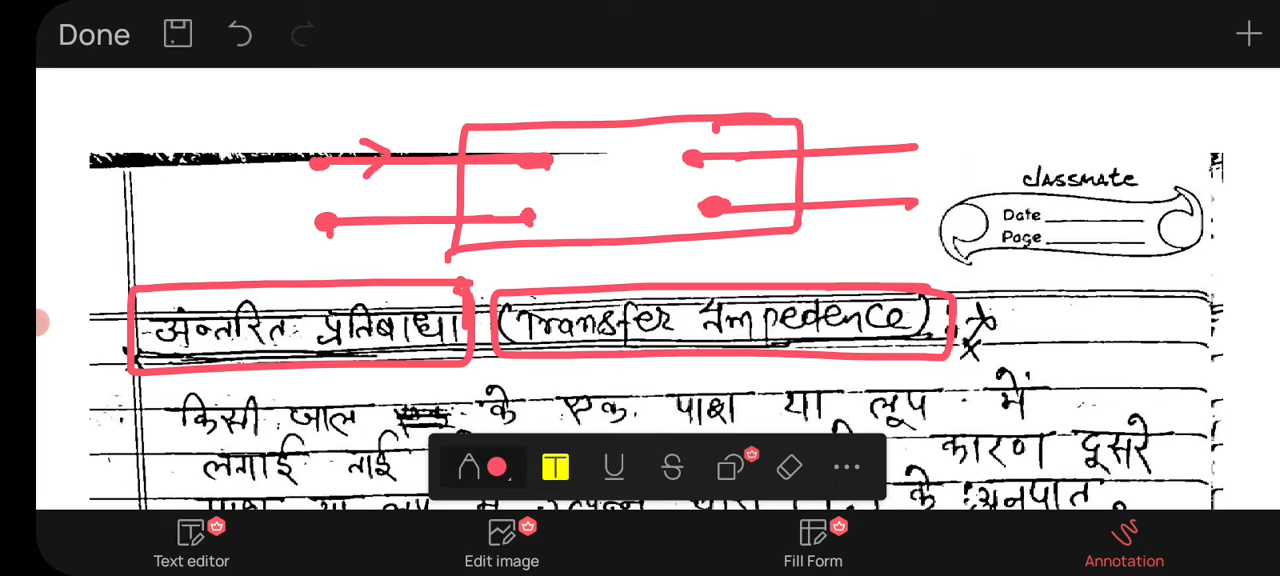 Done
classmate
Date
Page
अन्तरित प्रतिबाधा (Transfer Impedence)
किसी जाल के एक पाश या लूप में
लगाई गई कारण दूसरे
के अनुपात
T
U
S
Text editor
Edit image
Fill Form
Annotation